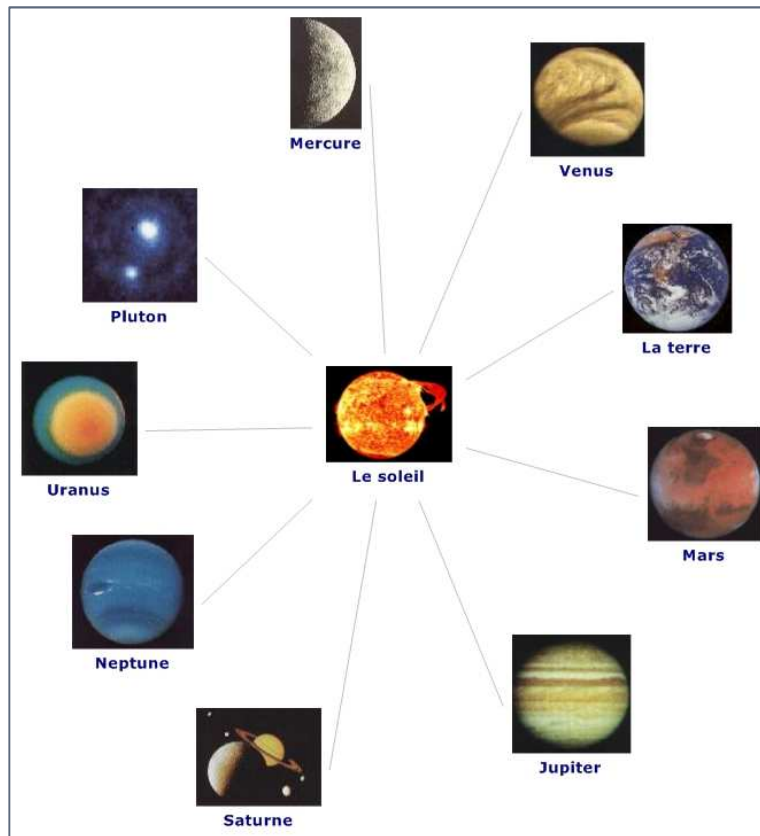 Mercure
Venus
Pluton
La terre
Uranus
Le soleil
Mars
Neptune
Jupiter
Saturne